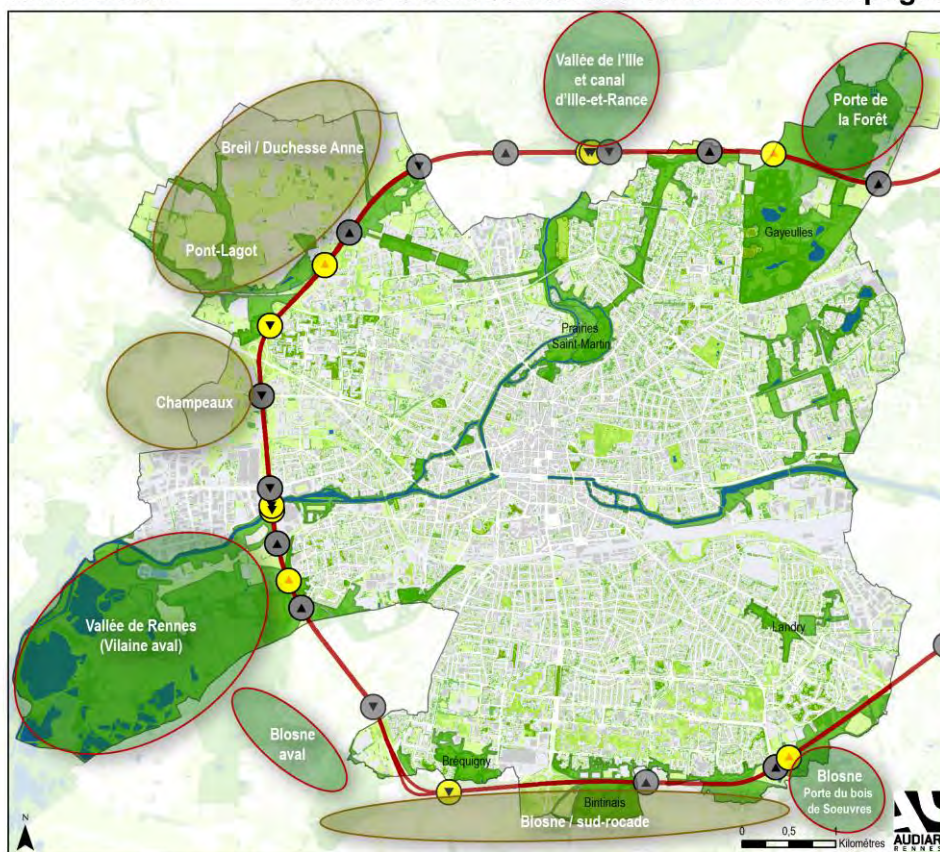 Vallée de l'Ille
et canal
d'Ille-et-Rance
Porte de
la Forêt
Breil / Duchesse Anne
Pont-Lagot
Gayeulles
Prairies
Saint-Martin
Champeaux
Vallée de Rennes
(Vilaine aval)
Landry
Blosne
aval
Bréquigny
Blosne
Porte du bois
de Soeuvres
Bintinais
Blosne / sud-rocade
N
0 0,5 1
Kilomètres
AUDIAR
RENNES